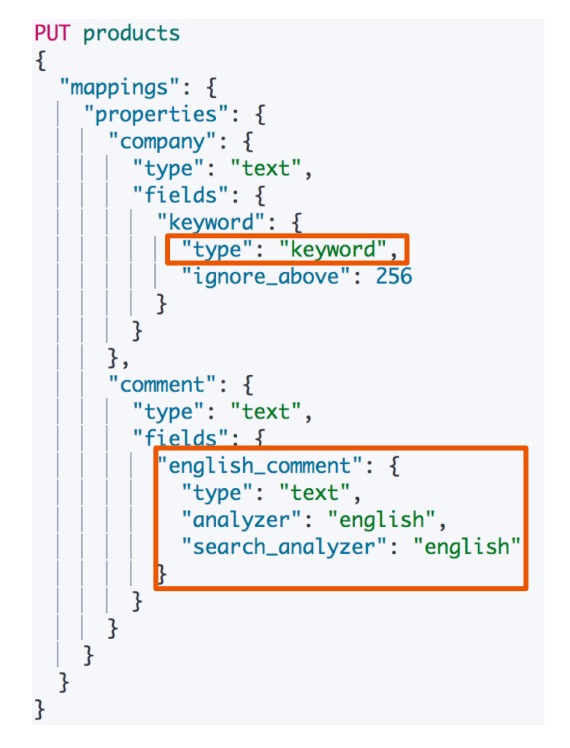 PUT products
{
  "mappings": {
    "properties": {
      "company": {
        "type": "text",
        "fields": {
          "keyword": {
            "type": "keyword",
            "ignore_above": 256
          }
        }
      },
      "comment": {
        "type": "text",
        "fields": {
          "english_comment": {
            "type": "text",
            "analyzer": "english",
            "search_analyzer": "english"
          }
        }
      }
    }
  }
}